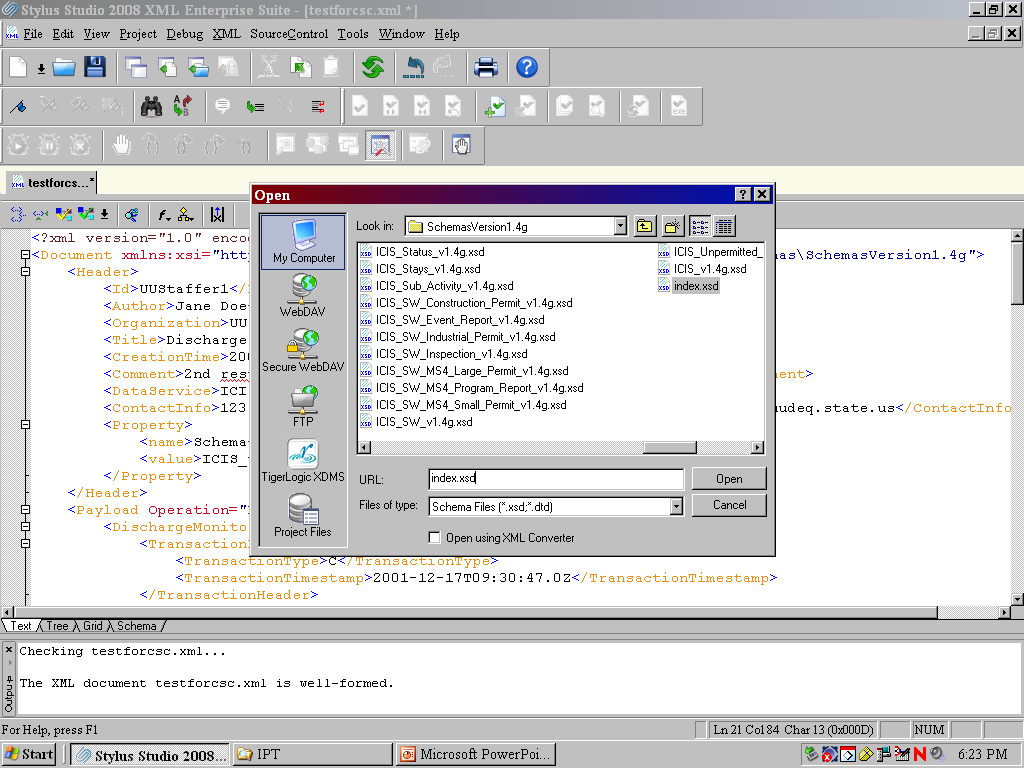 Stylus Studio 2008 XML Enterprise Suite - [testforcsc.xml *]
File Edit View Project Debug XML SourceControl Tools Window Help
testforcs...*
<?xml version="1.0" enco
<Document xmlns:xsi="ht
as\SchemasVersion1.4g">
<Header>
<Id>UUStaffer1</
<Author>Jane Doe
<Organization>UU
<Title>Discharge
<CreationTime>200
<Comment>2nd res
ment>
<DataService>ICI
<ContactInfo>123
udeq.state.us</ContactInfo
<Property>
<name>Schema
<value>ICIS_
</Property>
</Header>
<Payload Operation="
<DischargeMonito
<Transaction
<TransactionType>C</TransactionType>
<TransactionTimestamp>2001-12-17T09:30:47.0Z</TransactionTimestamp>
</TransactionHeader>
Open
Look in: SchemasVersion1.4g
My Computer
WebDAV
Secure WebDAV
FTP
TigerLogic XDMS
Project Files
ICIS_Status_v1.4g.xsd
ICIS_Stays_v1.4g.xsd
ICIS_Sub_Activity_v1.4g.xsd
ICIS_SW_Construction_Permit_v1.4g.xsd
ICIS_SW_Event_Report_v1.4g.xsd
ICIS_SW_Industrial_Permit_v1.4g.xsd
ICIS_SW_Inspection_v1.4g.xsd
ICIS_SW_MS4_Large_Permit_v1.4g.xsd
ICIS_SW_MS4_Program_Report_v1.4g.xsd
ICIS_SW_MS4_Small_Permit_v1.4g.xsd
ICIS_SW_v1.4g.xsd
ICIS_Unpermitted_
ICIS_v1.4g.xsd
index.xsd
URL: index.xsd Open
Files of type: Schema Files (*.xsd;*.dtd) Cancel
Open using XML Converter
Text Tree Grid Schema
Checking testforcsc.xml...
The XML document testforcsc.xml is well-formed.
Output
For Help, press F1 Ln 21 Col 84 Char 13 (0x000D) NUM
Start Stylus Studio 2008... IPT Microsoft PowerPoi... 6:23 PM